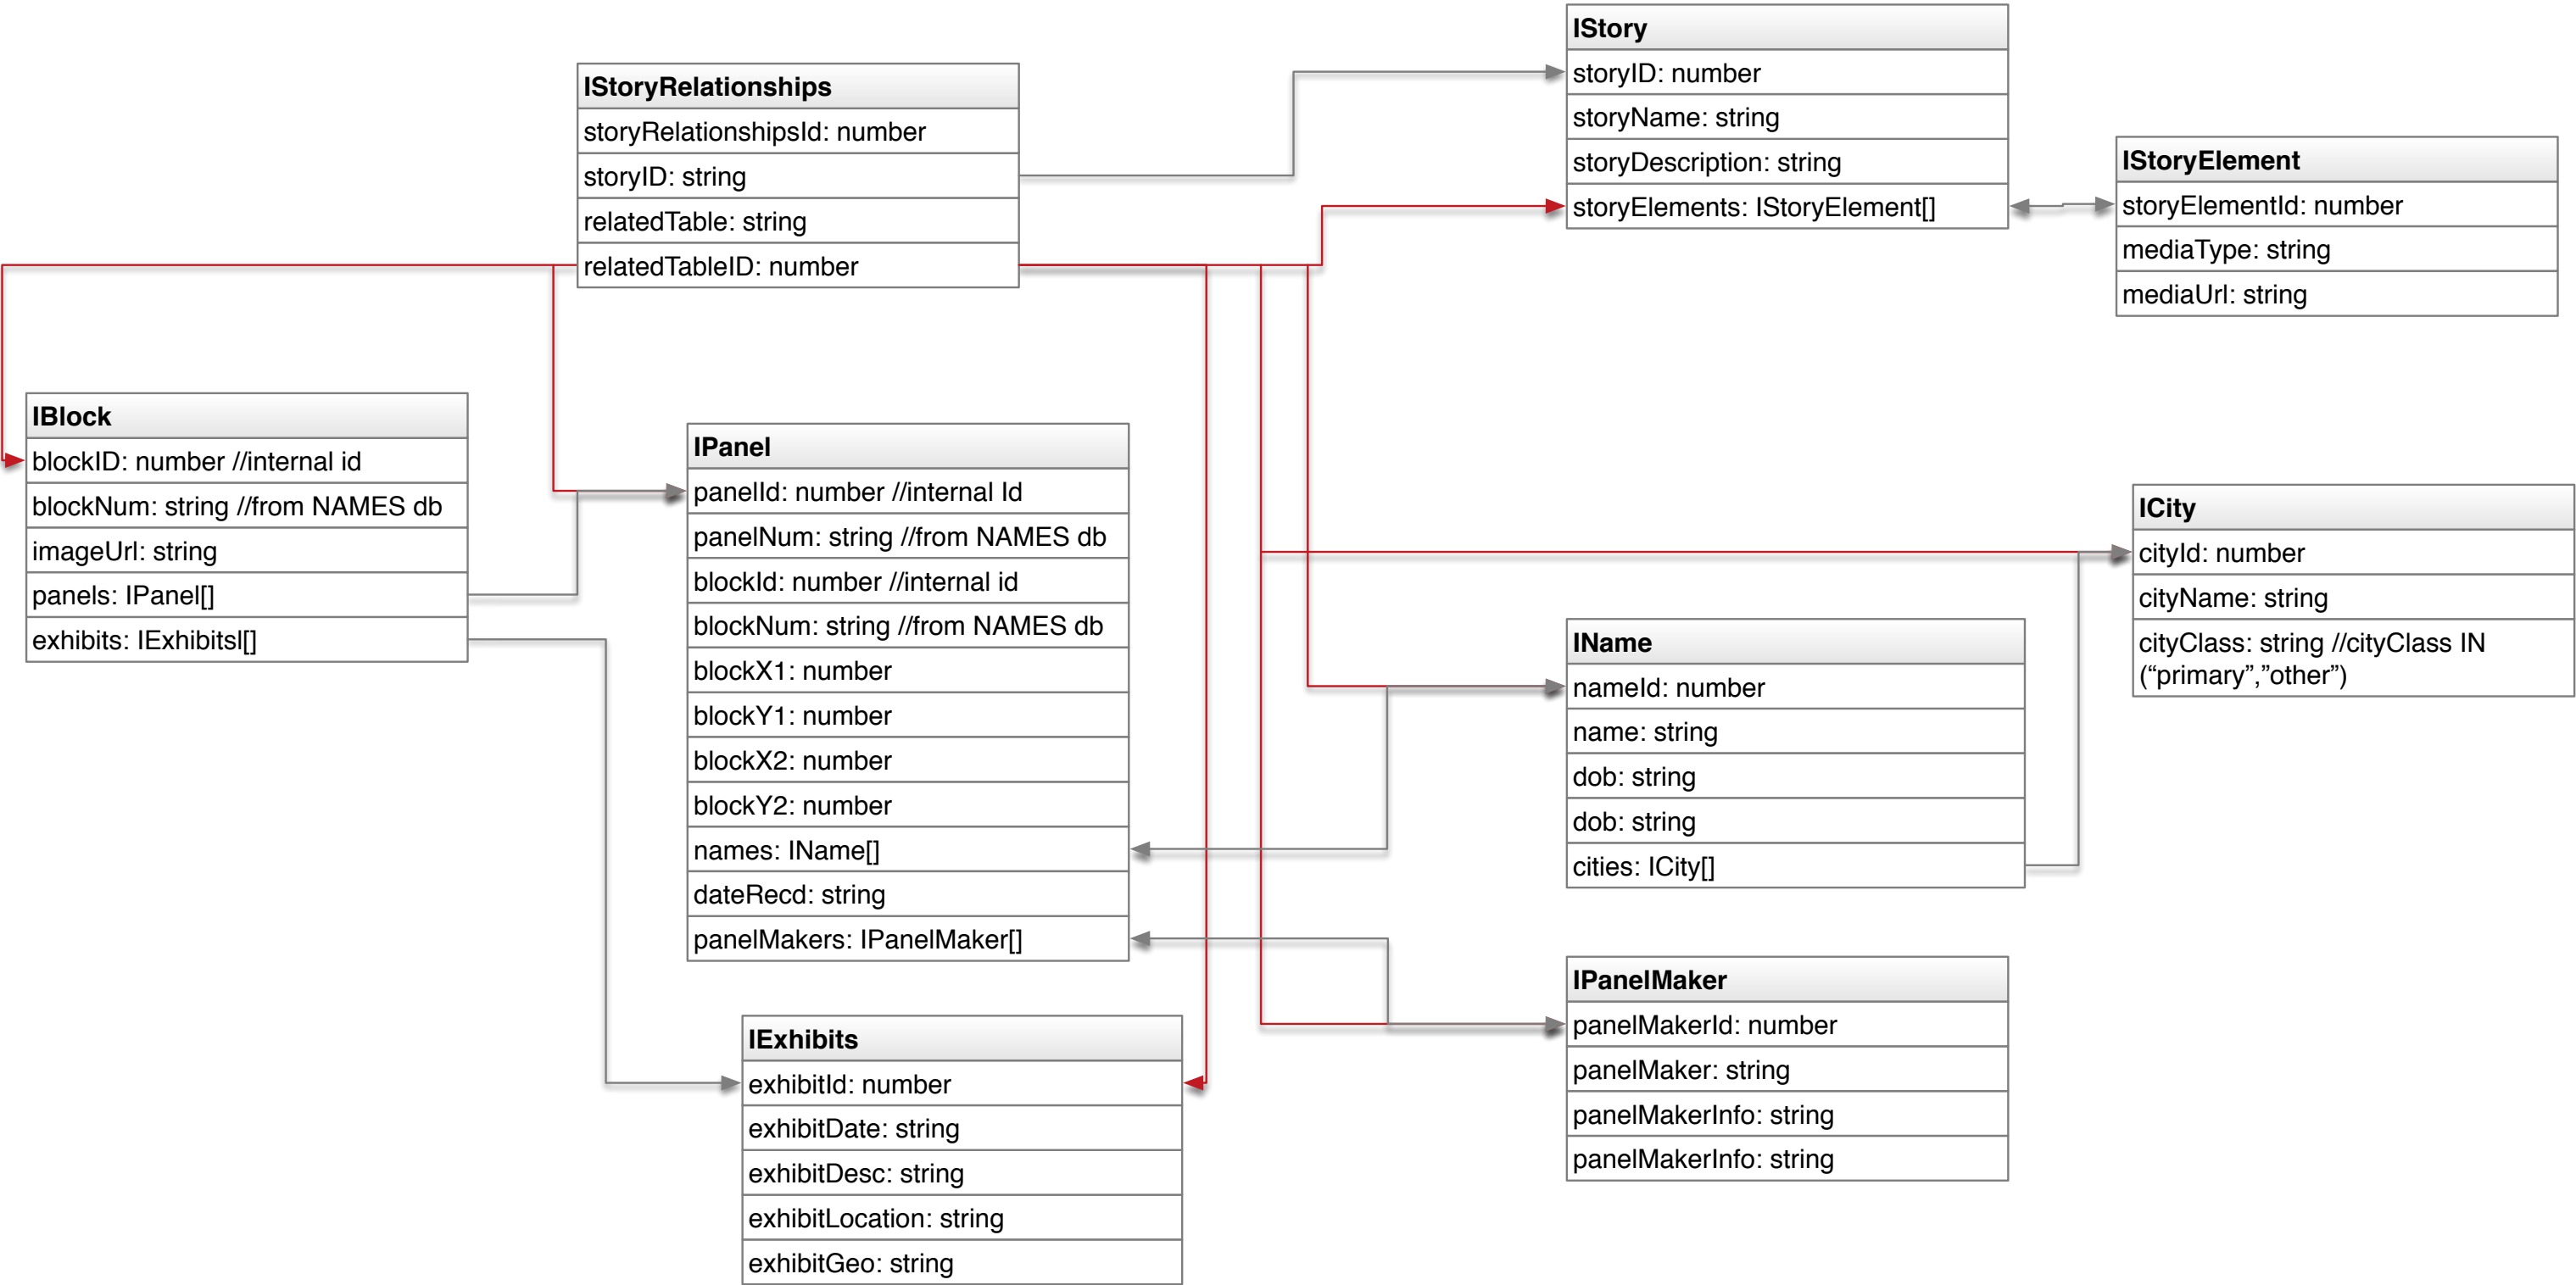 IStoryRelationships
storyRelationshipsId: number
storyID: string
relatedTable: string
relatedTableID: number
IStory
storyID: number
storyName: string
storyDescription: string
storyElements: IStoryElement[]
IStoryElement
storyElementId: number
mediaType: string
mediaUrl: string
IBlock
blockID: number //internal id
blockNum: string //from NAMES db
imageUrl: string
panels: IPanel[]
exhibits: IExhibitsI[]
IPanel
panelId: number //internal Id
panelNum: string //from NAMES db
blockId: number //internal id
blockNum: string //from NAMES db
blockX1: number
blockY1: number
blockX2: number
blockY2: number
names: IName[]
dateRecd: string
panelMakers: IPanelMaker[]
ICity
cityId: number
cityName: string
cityClass: string //cityClass IN
(“primary”,”other”)
IName
nameId: number
name: string
dob: string
dob: string
cities: ICity[]
IPanelMaker
panelMakerId: number
panelMaker: string
panelMakerInfo: string
panelMakerInfo: string
IExhibits
exhibitId: number
exhibitDate: string
exhibitDesc: string
exhibitLocation: string
exhibitGeo: string